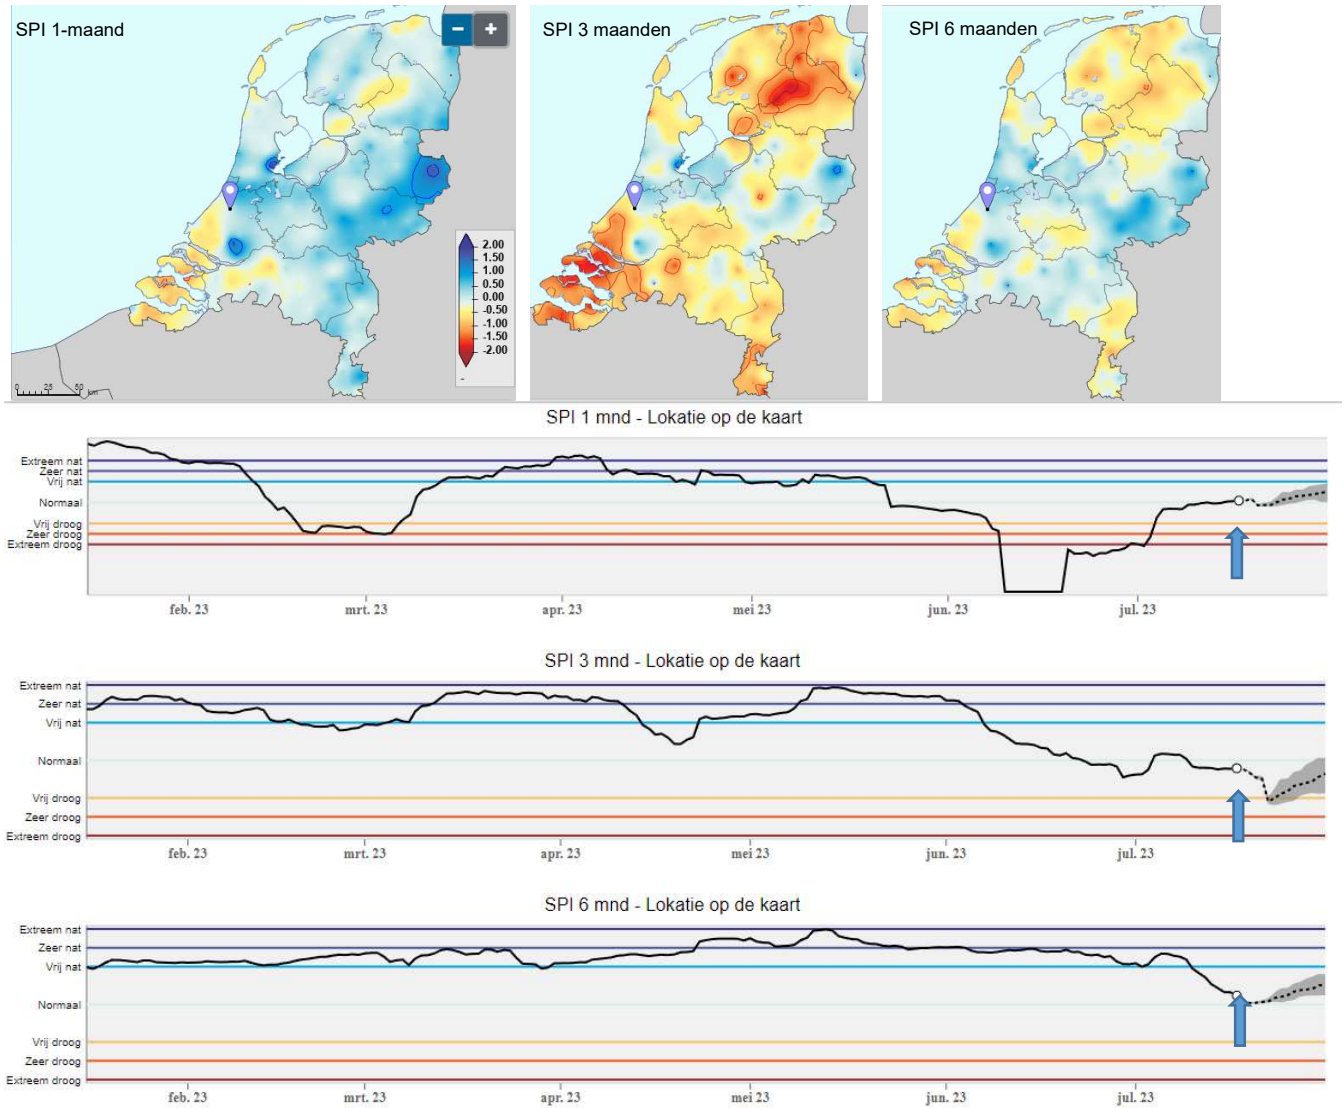 SPI 1-maand
SPI 3 maanden
SPI 6 maanden
− +
2.00
1.50
1.00
0.50
0.00
-0.50
-1.00
-1.50
-2.00
-
0 25 50 km
SPI 1 mnd - Lokatie op de kaart
Extreem nat
Zeer nat
Vrij nat
Normaal
Vrij droog
Zeer droog
Extreem droog
feb. 23 mrt. 23 apr. 23 mei 23 jun. 23 jul. 23
SPI 3 mnd - Lokatie op de kaart
Extreem nat
Zeer nat
Vrij nat
Normaal
Vrij droog
Zeer droog
Extreem droog
feb. 23 mrt. 23 apr. 23 mei 23 jun. 23 jul. 23
SPI 6 mnd - Lokatie op de kaart
Extreem nat
Zeer nat
Vrij nat
Normaal
Vrij droog
Zeer droog
Extreem droog
feb. 23 mrt. 23 apr. 23 mei 23 jun. 23 jul. 23